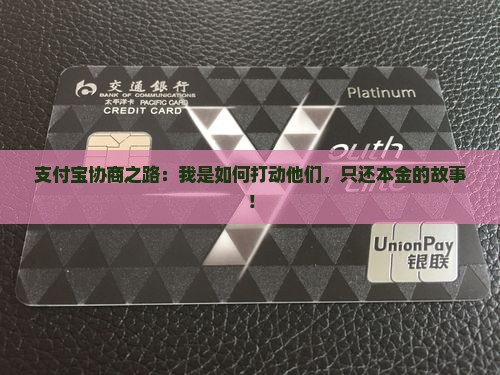 交通銀行
BANK OF COMMUNICATIONS
太平洋卡 PACIFIC CARD
CREDIT CARD
Platinum
支付宝协商之路：我是如何打动他们，只还本金的故事
！
outh
UnionPay
银联